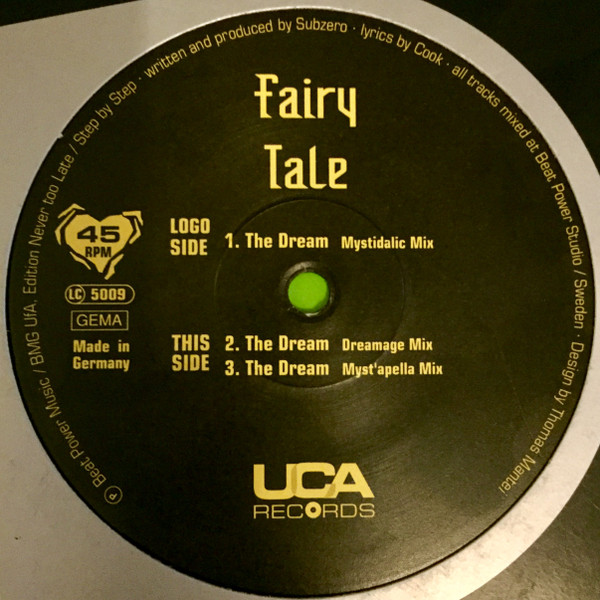 Ⓟ Beat Power Music / BMG UfA, Edition Never too Late / Step by Step · written and produced by Subzero · lyrics by Cook · all tracks mixed at Beat Power Studio / Sweden · Design by Thomas Mantei
Fairy
Tale
45
RPM
LC 5009
GEMA
Made in
Germany
LOGO
SIDE
1. The Dream Mystidalic Mix
THIS
SIDE
2. The Dream Dreamage Mix
3. The Dream Myst'apella Mix
UCA
RECORDS